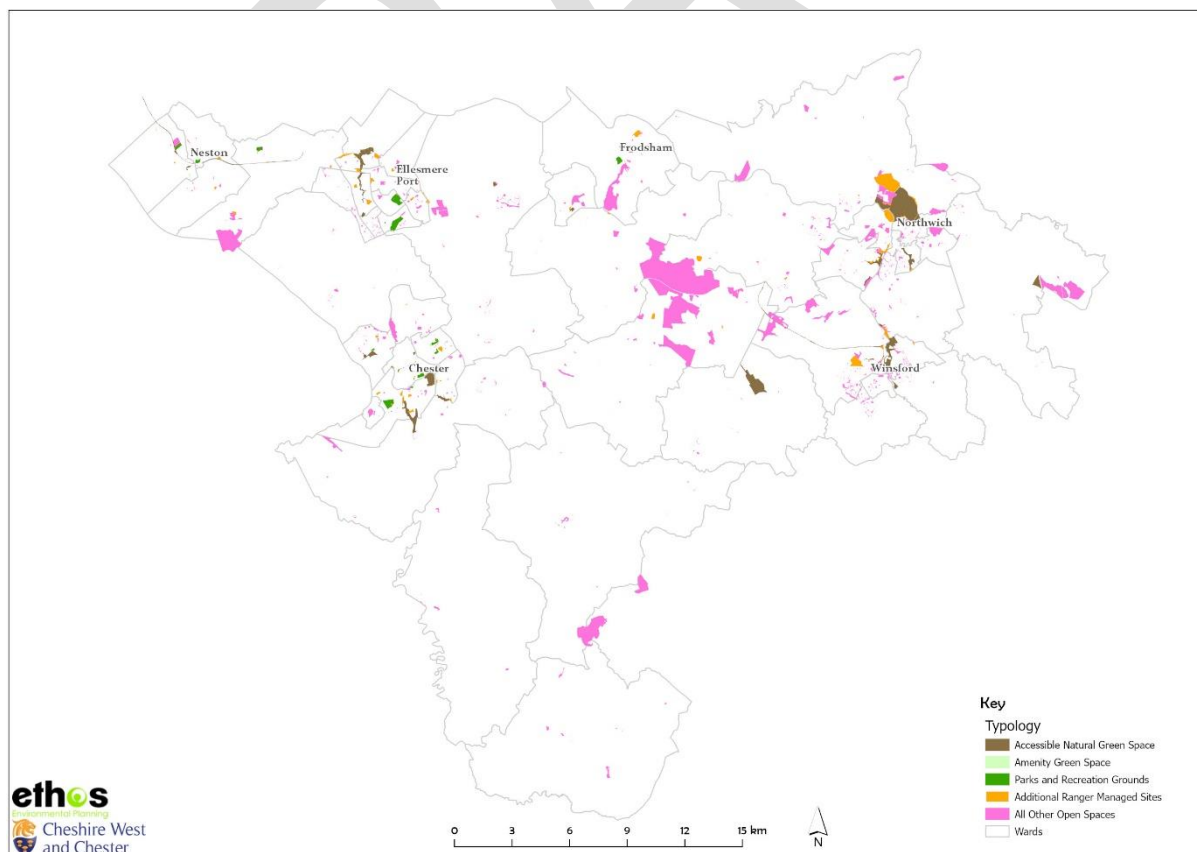 Neston
Ellesmere
Port
Frodsham
Northwich
Chester
Winsford
Key
Typology
Accessible Natural Green Space
Amenity Green Space
Parks and Recreation Grounds
Additional Ranger Managed Sites
All Other Open Spaces
Wards
ethos
Environmental Planning
Cheshire West
and Chester
0 3 6 9 12 15 km
N